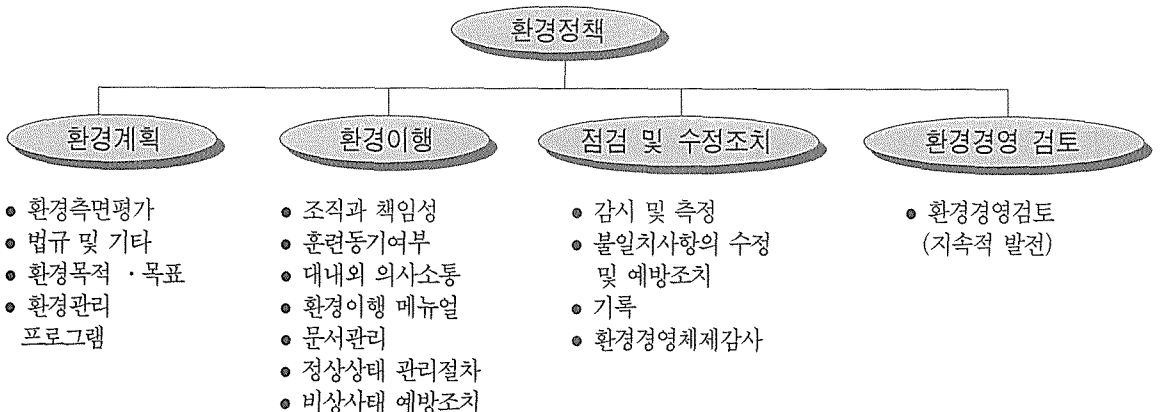 환경정책
환경계획
환경이행
점검 및 수정조치
환경경영 검토
● 환경측면평가
● 법규 및 기타
● 환경목적 · 목표
● 환경관리
프로그램
● 조직과 책임성
● 훈련동기여부
● 대내외 의사소통
● 환경이행 메뉴얼
● 문서관리
● 정상상태 관리절차
● 비상사태 예방조치
● 감시 및 측정
● 불일치사항의 수정
및 예방조치
● 기록
● 환경경영체제감사
● 환경경영검토
(지속적 발전)